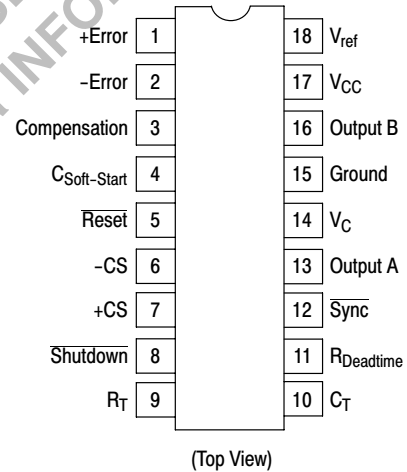 +Error 1
-Error 2
Compensation 3
CSoft-Start 4
Reset 5
-CS 6
+CS 7
Shutdown 8
RT 9
18 Vref
17 VCC
16 Output B
15 Ground
14 VC
13 Output A
12 Sync
11 RDeadtime
10 CT
(Top View)